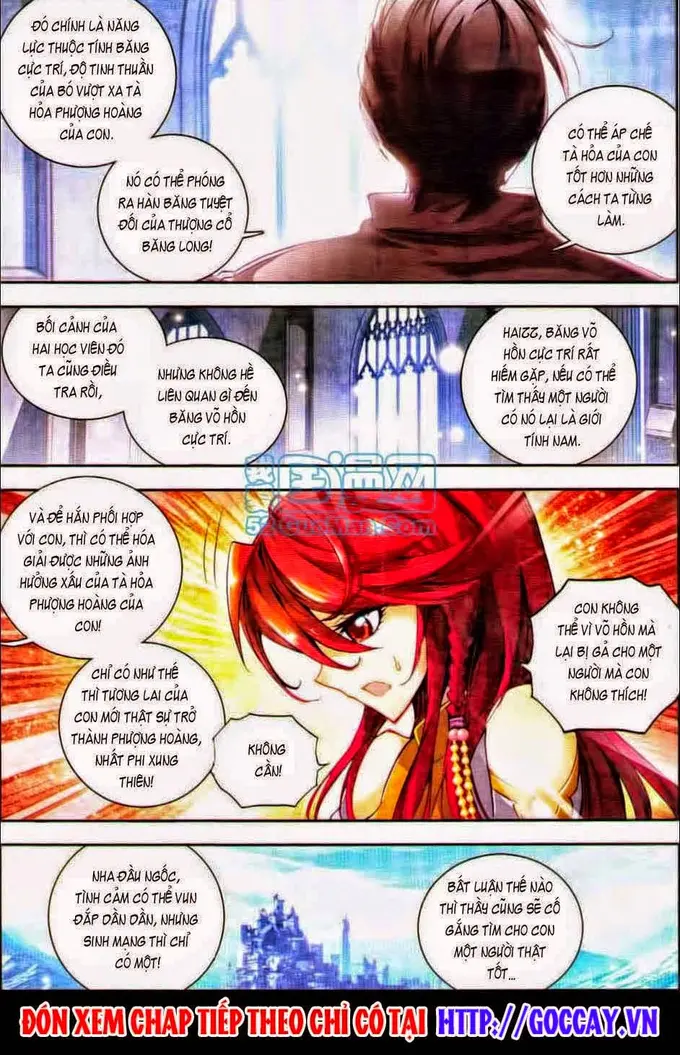 ĐÓ CHÍNH LÀ NĂNG
LỰC THUỘC TÍNH BĂNG
CỰC TRÍ, ĐỘ TINH THUẦN
CỦA BÓ VƯỢT XA TÀ
HỎA PHƯỢNG HOÀNG
CỦA CON.
CÓ THỂ ÁP CHẾ
TÀ HỎA CỦA CON
TỐT HƠN NHỮNG
CÁCH TA TỪNG
LÀM.
NÓ CÓ THỂ PHÓNG
RA HÀN BĂNG TUYỆT
ĐỐI CỦA THƯỢNG CỔ
BĂNG LONG!
BỐI CẢNH CỦA
HAI HỌC VIÊN ĐÓ
TA CŨNG ĐIỀU
TRA RỒI,
NHƯNG KHÔNG HỀ
LIÊN QUAN GÌ ĐẾN
BĂNG VÕ HỒN
CỰC TRÍ.
HAIZZ, BĂNG VÕ
HỒN CỰC TRÍ RẤT
HIẾM GẶP, NẾU CÓ THỂ
TÌM THẤY MỘT NGƯỜI
CÓ NÓ LẠI LÀ GIỚI
TÍNH NAM.
VÀ ĐỂ HẮN PHỐI HỢP
VỚI CON, THÌ CÓ THỂ HÓA
GIẢI ĐƯỢC NHỮNG ẢNH
HƯỞNG XẤU CỦA TÀ HỎA
PHƯỢNG HOÀNG CỦA
CON!
CHỈ CÓ NHƯ THẾ
THÌ TƯƠNG LAI CỦA
CON MỚI THẬT SỰ TRỞ
THÀNH PHƯỢNG HOÀNG,
NHẤT PHI XUNG
THIÊN!
KHÔNG
CẦN!
CON KHÔNG
THỂ VÌ VÕ HỒN MÀ
LẠI BỊ GẢ CHO MỘT
NGƯỜI MÀ CON
KHÔNG THÍCH!
NHA ĐẦU NGỐC,
TÌNH CẢM CÓ THỂ VUN
ĐẮP DẦN DẦN, NHƯNG
SINH MẠNG THÌ CHỈ
CÓ MỘT!
BẤT LUẬN THẾ NÀO
THÌ THẦY CŨNG SẼ CỐ
GẮNG TÌM CHO CON
MỘT NGƯỜI THẬT
TỐT...
ĐÓN XEM CHAP TIẾP THEO CHỈ CÓ TẠI HTTP://GOCCAY.VN